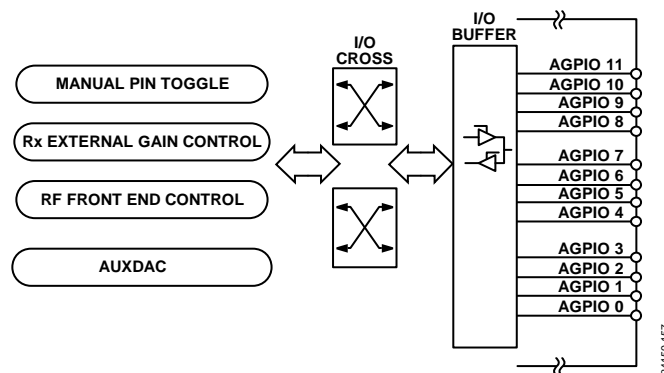 I/O
CROSS
I/O
BUFFER
MANUAL PIN TOGGLE
Rx EXTERNAL GAIN CONTROL
RF FRONT END CONTROL
AUXDAC
AGPIO 11
AGPIO 10
AGPIO 9
AGPIO 8
AGPIO 7
AGPIO 6
AGPIO 5
AGPIO 4
AGPIO 3
AGPIO 2
AGPIO 1
AGPIO 0